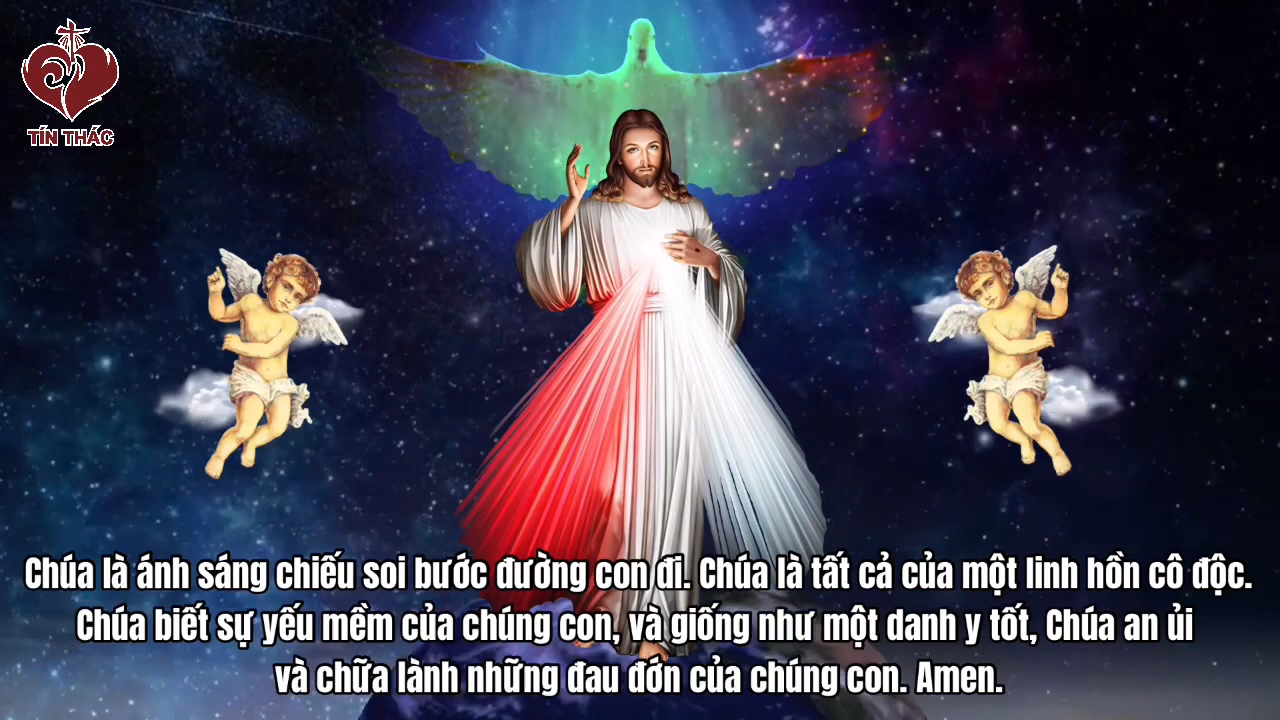 TÍN THÁC
Chúa là ánh sáng chiếu soi bước đường con đi. Chúa là tất cả của một linh hồn cô độc.
Chúa biết sự yếu mềm của chúng con, và giống như một danh y tốt, Chúa an ủi
và chữa lành những đau đớn của chúng con. Amen.